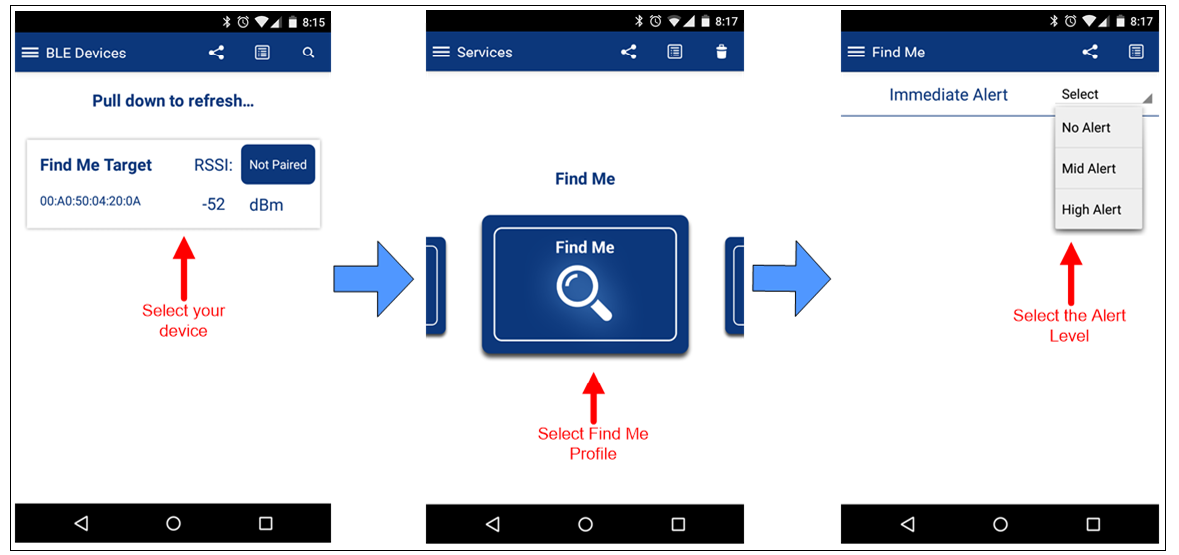 8:15
BLE Devices
Pull down to refresh...
Find Me Target
RSSI:
Not Paired
00:A0:50:04:20:0A
-52
dBm
Select your
device
8:17
Services
Find Me
Find Me
Select Find Me
Profile
8:17
Find Me
Immediate Alert
Select
No Alert
Mid Alert
High Alert
Select the Alert
Level